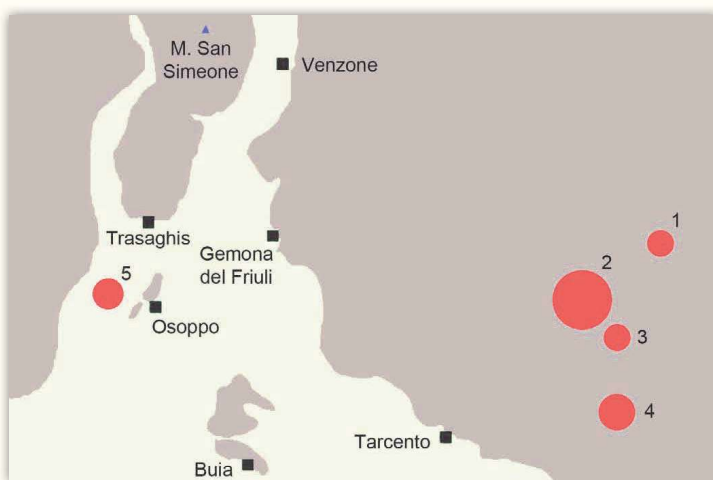 M. San
Simeone
Venzone
Trasaghis
Gemona
del Friuli
1
2
5
Osoppo
3
4
Tarcento
Buia